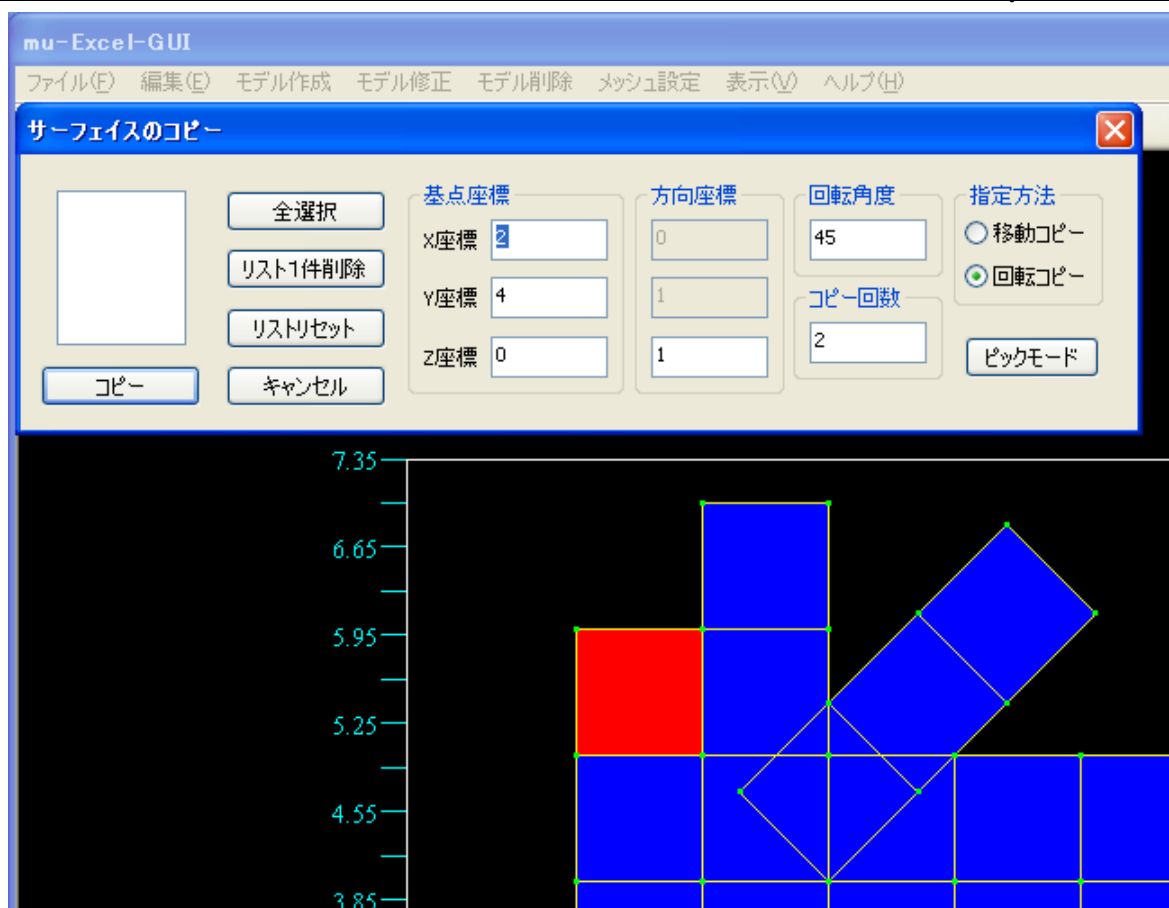 mu-Excel-GUI
ファイル(F) 編集(E) モデル作成 モデル修正 モデル削除 メッシュ設定 表示(V) ヘルプ(H)
サーフェイスのコピー
全選択
リスト1件削除
リストリセット
コピー
キャンセル
基点座標
X座標 2
Y座標 4
Z座標 0
方向座標
0
1
1
回転角度
45
コピー回数
2
指定方法
移動コピー
回転コピー
ピックモード
7.35
6.65
5.95
5.25
4.55
3.85